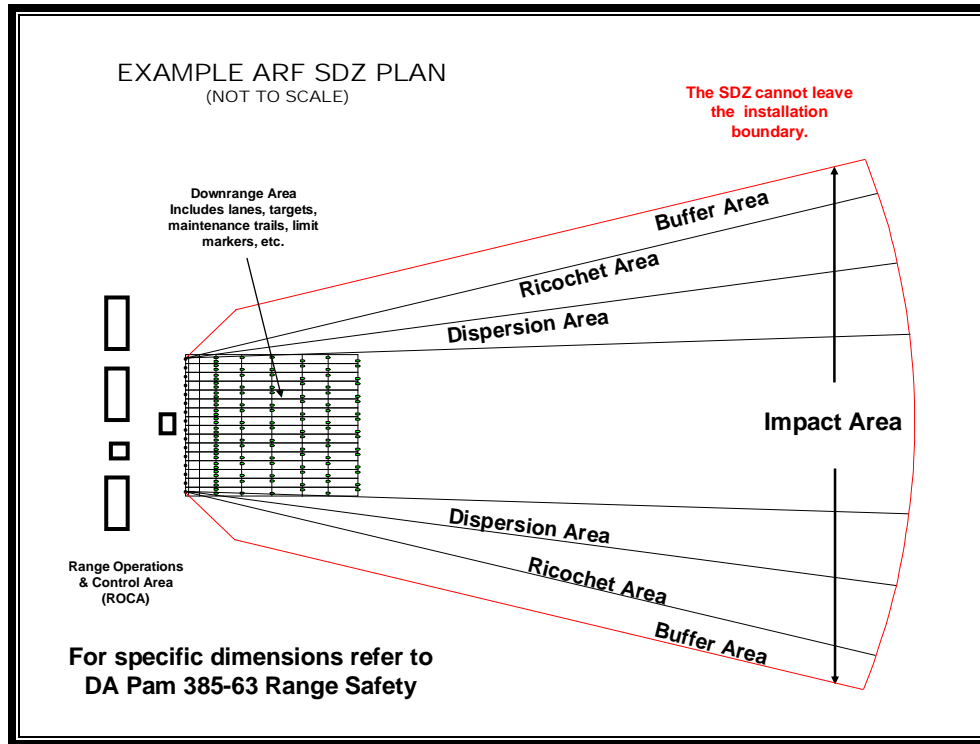 EXAMPLE ARF SDZ PLAN
(NOT TO SCALE)
The SDZ cannot leave
the installation
boundary.
Downrange Area
Includes lanes, targets,
maintenance trails, limit
markers, etc.
Buffer Area
Ricochet Area
Dispersion Area
Impact Area
Dispersion Area
Ricochet Area
Buffer Area
Range Operations
& Control Area
(ROCA)
For specific dimensions refer to
DA Pam 385-63 Range Safety